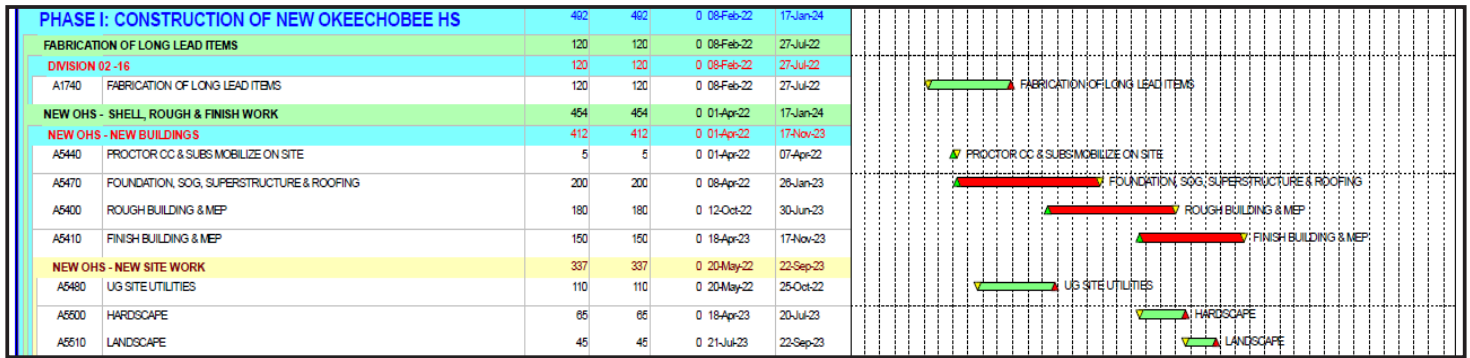 PHASE I: CONSTRUCTION OF NEW OKEECHOBEE HS 492 492 0 08-Feb-22 17-Jan-24
FABRICATION OF LONG LEAD ITEMS 120 120 0 08-Feb-22 27-Jul-22
DIVISION 02 -16 120 120 0 08-Feb-22 27-Jul-22
A1740 FABRICATION OF LONG LEAD ITEMS 120 120 0 08-Feb-22 27-Jul-22 FABRICATION OF LONG LEAD ITEMS
NEW OHS - SHELL, ROUGH & FINISH WORK 454 454 0 01-Apr-22 17-Jan-24
NEW OHS - NEW BUILDINGS 412 412 0 01-Apr-22 17-Nov-23
A5440 PROCTOR CC & SUBS MOBILIZE ON SITE 5 5 0 01-Apr-22 07-Apr-22 PROCTOR CC & SUBS MOBILIZE ON SITE
A5470 FOUNDATION, SOG, SUPERSTRUCTURE & ROOFING 200 200 0 08-Apr-22 26-Jan-23 FOUNDATION, SOG, SUPERSTRUCTURE & ROOFING
A5400 ROUGH BUILDING & MEP 180 180 0 12-Oct-22 30-Jun-23 ROUGH BUILDING & MEP
A5410 FINISH BUILDING & MEP 150 150 0 18-Apr-23 17-Nov-23 FINISH BUILDING & MEP
NEW OHS - NEW SITE WORK 337 337 0 20-May-22 22-Sep-23
A5480 UG SITE UTILITIES 110 110 0 20-May-22 25-Oct-22 UG SITE UTILITIES
A5500 HARDSCAPE 65 65 0 18-Apr-23 20-Jul-23 HARDSCAPE
A5510 LANDSCAPE 45 45 0 21-Jul-23 22-Sep-23 LANDSCAPE